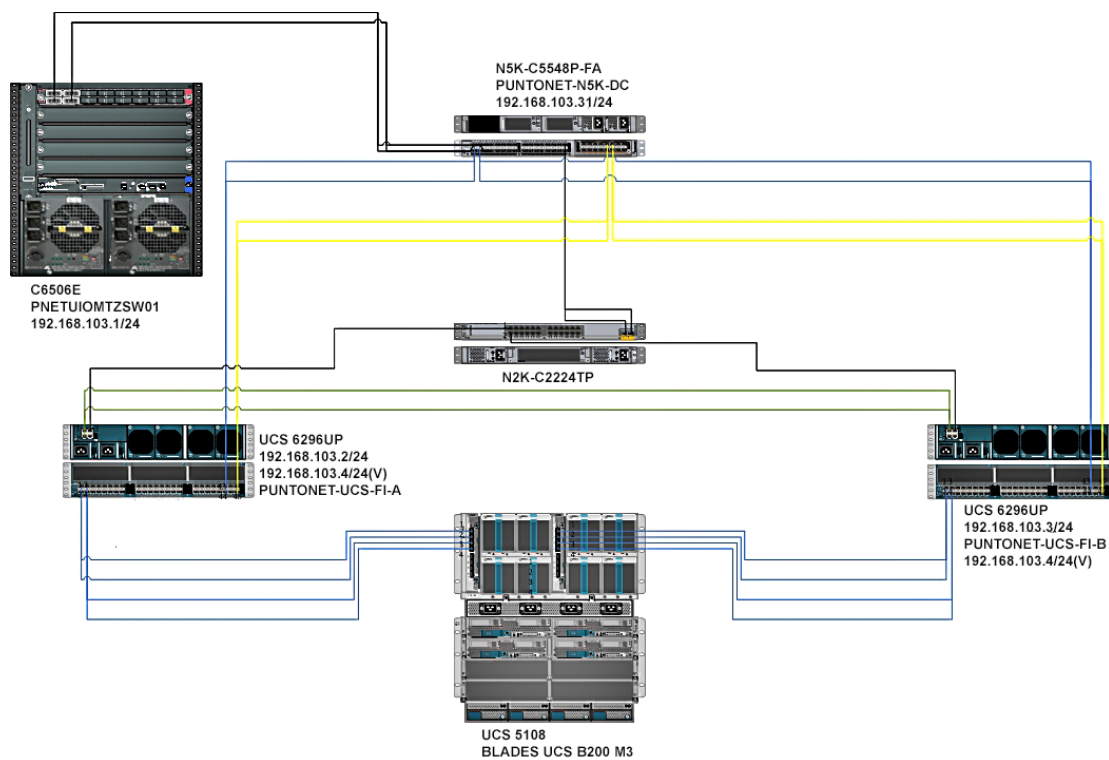 N5K-C5548P-FA
PUNTONET-N5K-DC
192.168.103.31/24
C6506E
PNETUIOMTZSW01
192.168.103.1/24
N2K-C2224TP
UCS 6296UP
192.168.103.2/24
192.168.103.4/24(V)
PUNTONET-UCS-FI-A
UCS 6296UP
192.168.103.3/24
PUNTONET-UCS-FI-B
192.168.103.4/24(V)
UCS 5108
BLADES UCS B200 M3